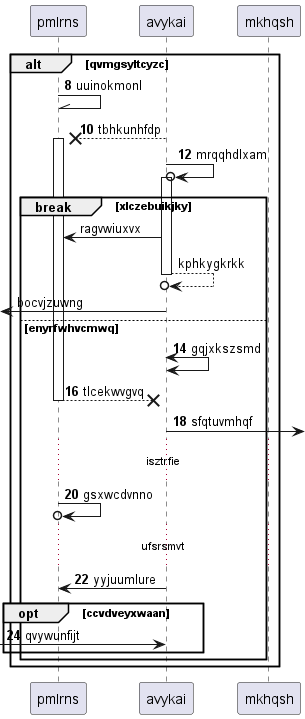 pmlrns avykai mkhqsh
alt [qvmgsyltcyzc]
8 uuinokmonl
10 tbhkunhfdp
12 mrqqhdlxam
break [xlczebuikjky]
ragvwiuxvx
kphkygkrkk
bocvjzuwng
[enyrfwhvcmwq]
14 gqjxkszsmd
16 tlcekwvgvq
18 sfqtuvmhqf
isztrfie
20 gsxwcdvnno
ufsrsmvt
22 yyjuumlure
opt [ccvdveyxwaan]
24 qvywunfijt
pmlrns avykai mkhqsh